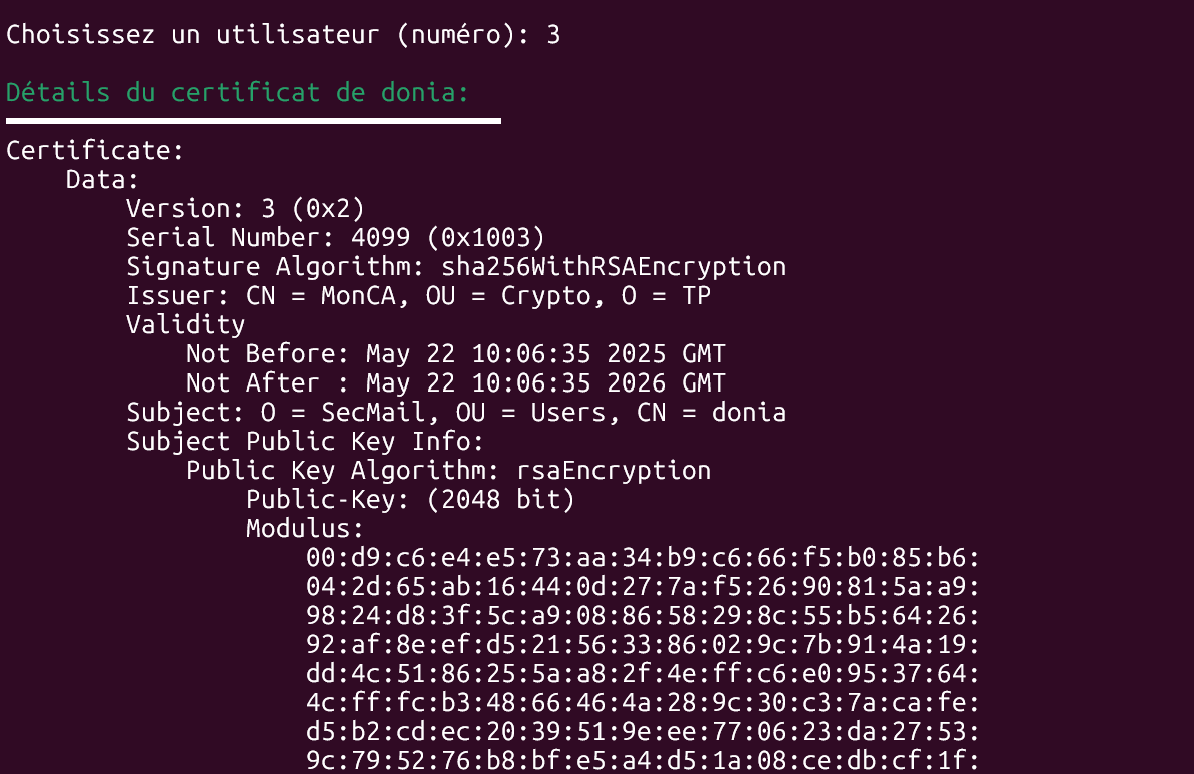 Choisissez un utilisateur (numéro): 3
Détails du certificat de donia:
Certificate:
Data:
Version: 3 (0x2)
Serial Number: 4099 (0x1003)
Signature Algorithm: sha256WithRSAEncryption
Issuer: CN = MonCA, OU = Crypto, O = TP
Validity
Not Before: May 22 10:06:35 2025 GMT
Not After : May 22 10:06:35 2026 GMT
Subject: O = SecMail, OU = Users, CN = donia
Subject Public Key Info:
Public Key Algorithm: rsaEncryption
Public-Key: (2048 bit)
Modulus:
00:d9:c6:e4:e5:73:aa:34:b9:c6:66:f5:b0:85:b6:
04:2d:65:ab:16:44:0d:27:7a:f5:26:90:81:5a:a9:
98:24:d8:3f:5c:a9:08:86:58:29:8c:55:b5:64:26:
92:af:8e:ef:d5:21:56:33:86:02:9c:7b:91:4a:19:
dd:4c:51:86:25:5a:a8:2f:4e:ff:c6:e0:95:37:64:
4c:ff:fc:b3:48:66:46:4a:28:9c:30:c3:7a:ca:fe:
d5:b2:cd:ec:20:39:51:9e:ee:77:06:23:da:27:53:
9c:79:52:76:b8:bf:e5:a4:d5:1a:08:ce:db:cf:1f: